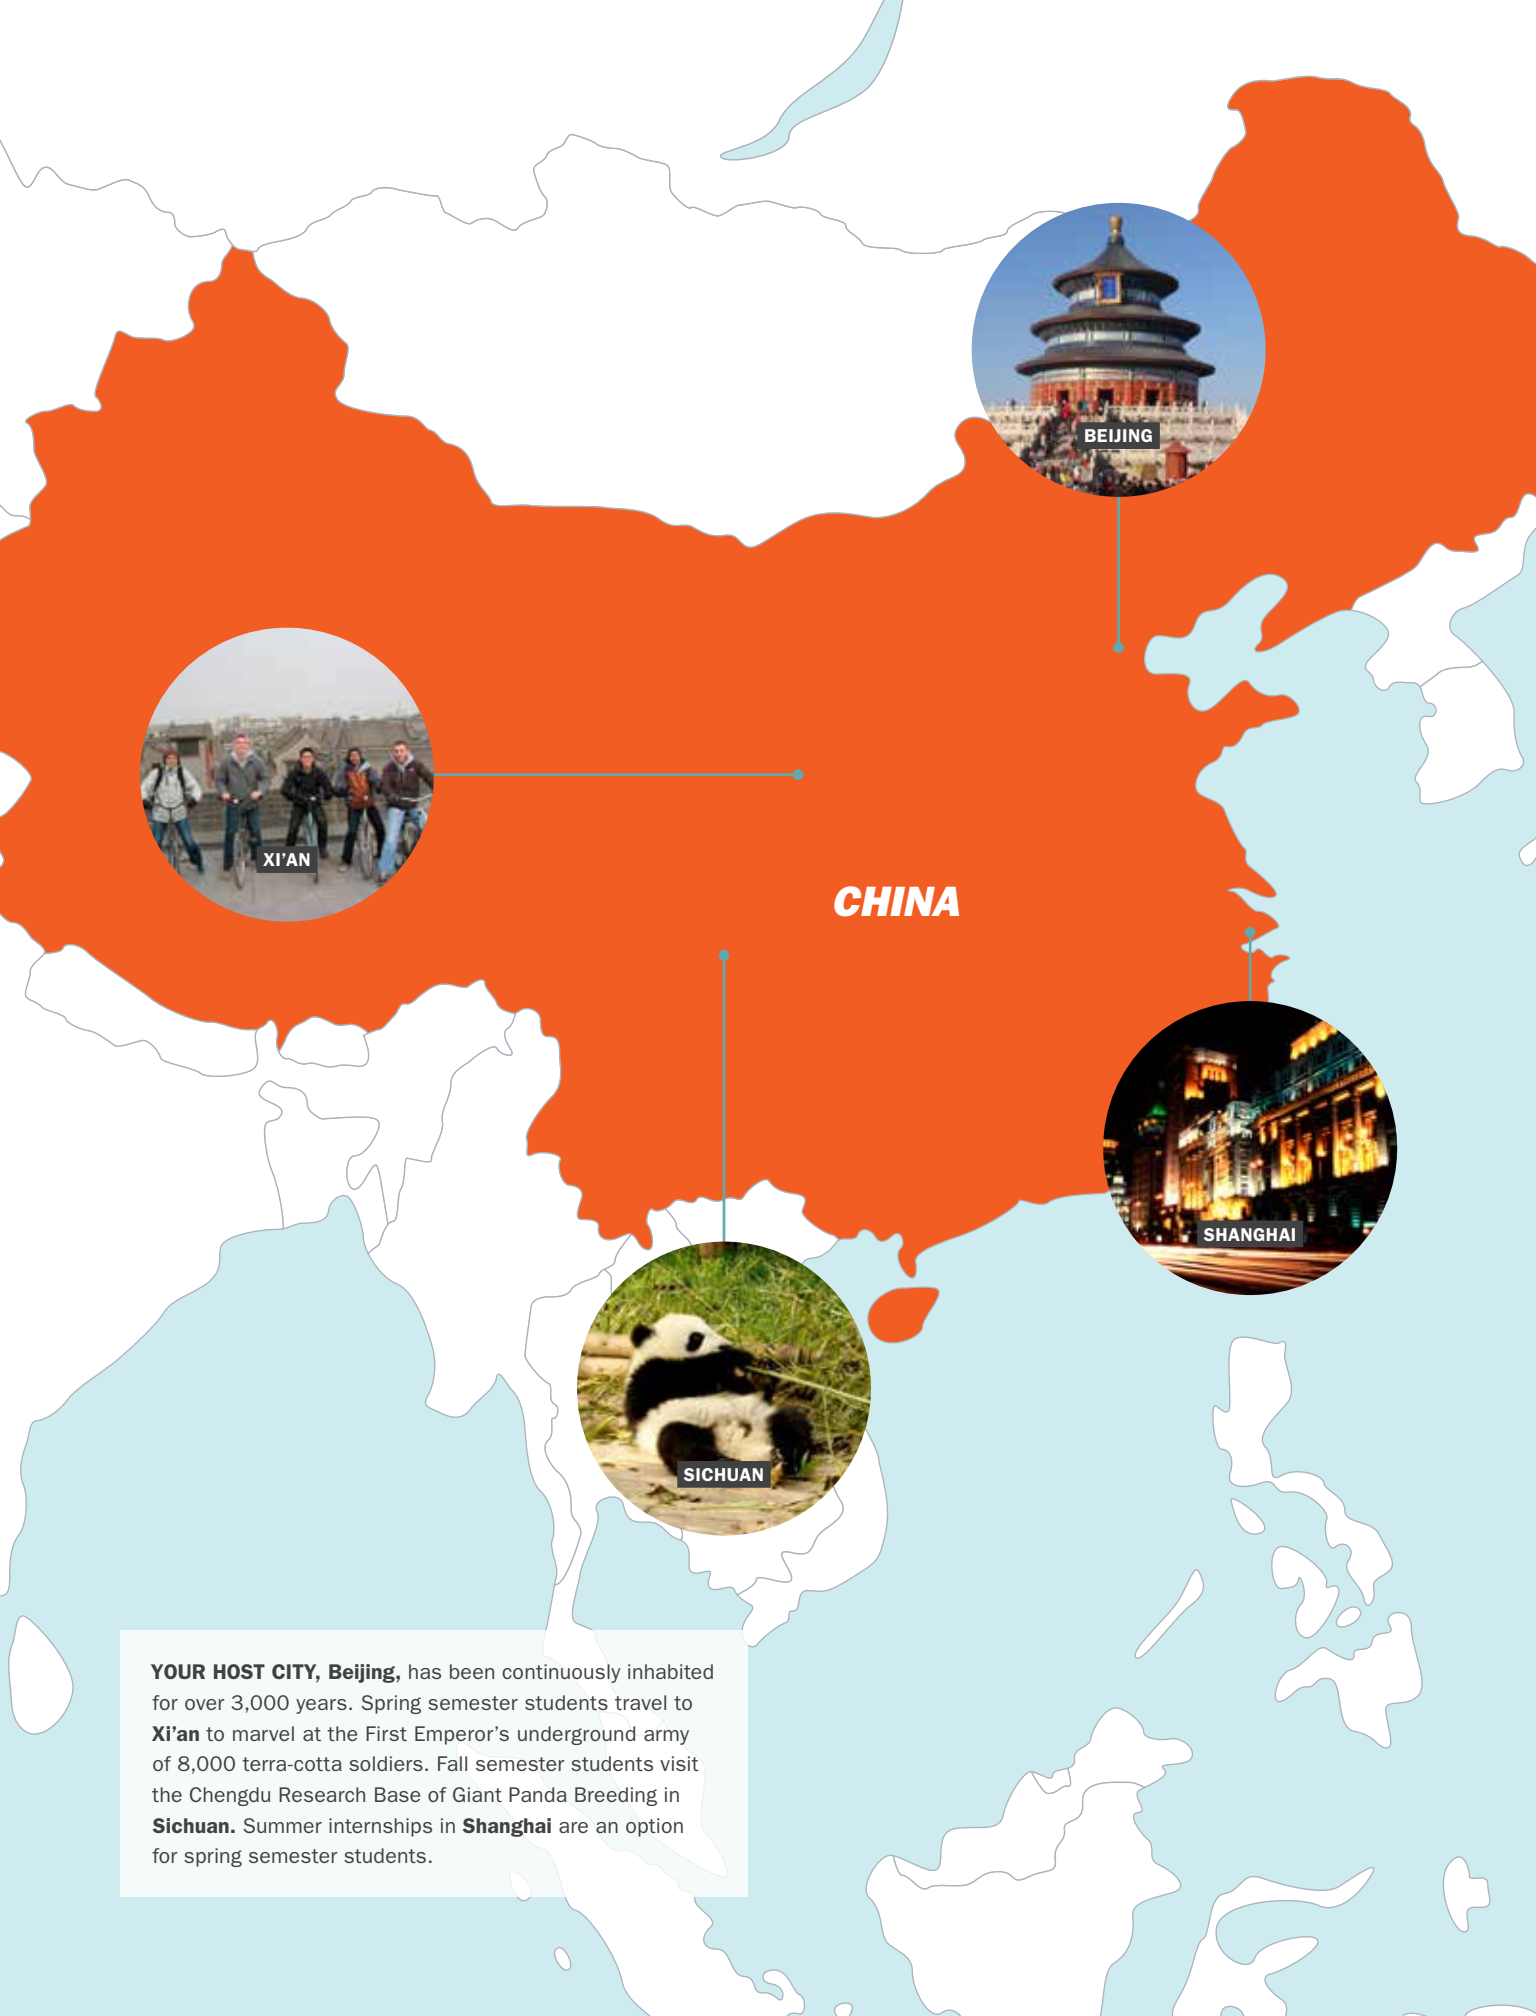 BEIJING
XI’AN
CHINA
SHANGHAI
SICHUAN
YOUR HOST CITY, Beijing, has been continuously inhabited
for over 3,000 years. Spring semester students travel to
Xi’an to marvel at the First Emperor’s underground army
of 8,000 terra-cotta soldiers. Fall semester students visit
the Chengdu Research Base of Giant Panda Breeding in
Sichuan. Summer internships in Shanghai are an option
for spring semester students.